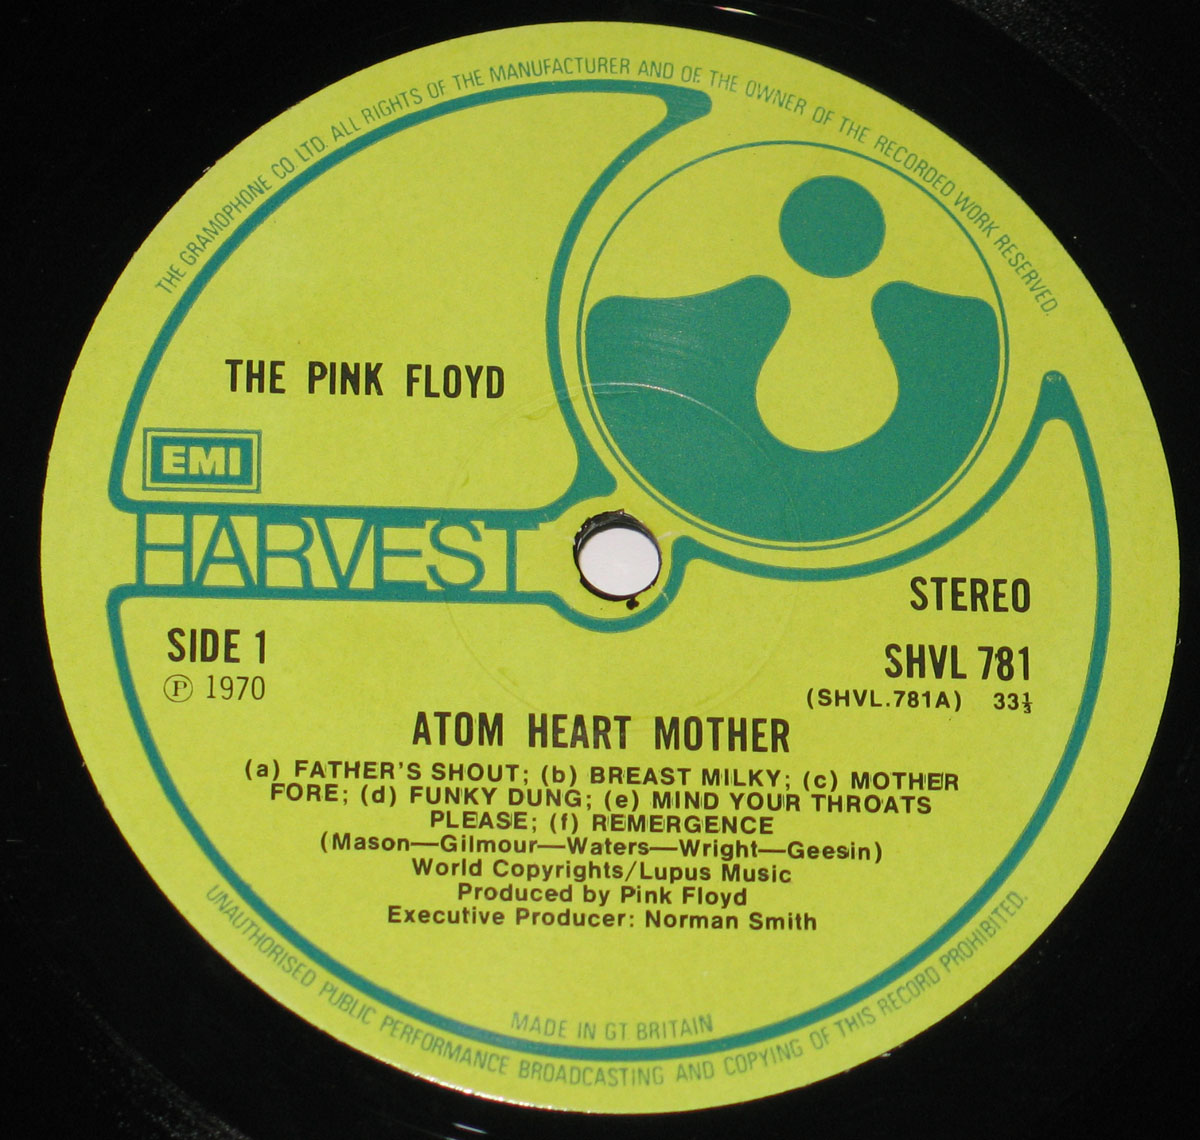 THE GRAMOPHONE CO. LTD. ALL RIGHTS OF THE MANUFACTURER AND OF THE OWNER OF THE RECORDED WORK RESERVED.
THE PINK FLOYD
EMI
HARVEST
STEREO
SIDE 1
SHVL 781
℗ 1970
(SHVL.781A) 33⅓
ATOM HEART MOTHER
(a) FATHER'S SHOUT; (b) BREAST MILKY; (c) MOTHER
FORE; (d) FUNKY DUNG; (e) MIND YOUR THROATS
PLEASE; (f) REMERGENCE
(Mason—Gilmour—Waters—Wright—Geesin)
World Copyrights/Lupus Music
Produced by Pink Floyd
Executive Producer: Norman Smith
MADE IN GT BRITAIN
UNAUTHORISED PUBLIC PERFORMANCE BROADCASTING AND COPYING OF THIS RECORD PROHIBITED.